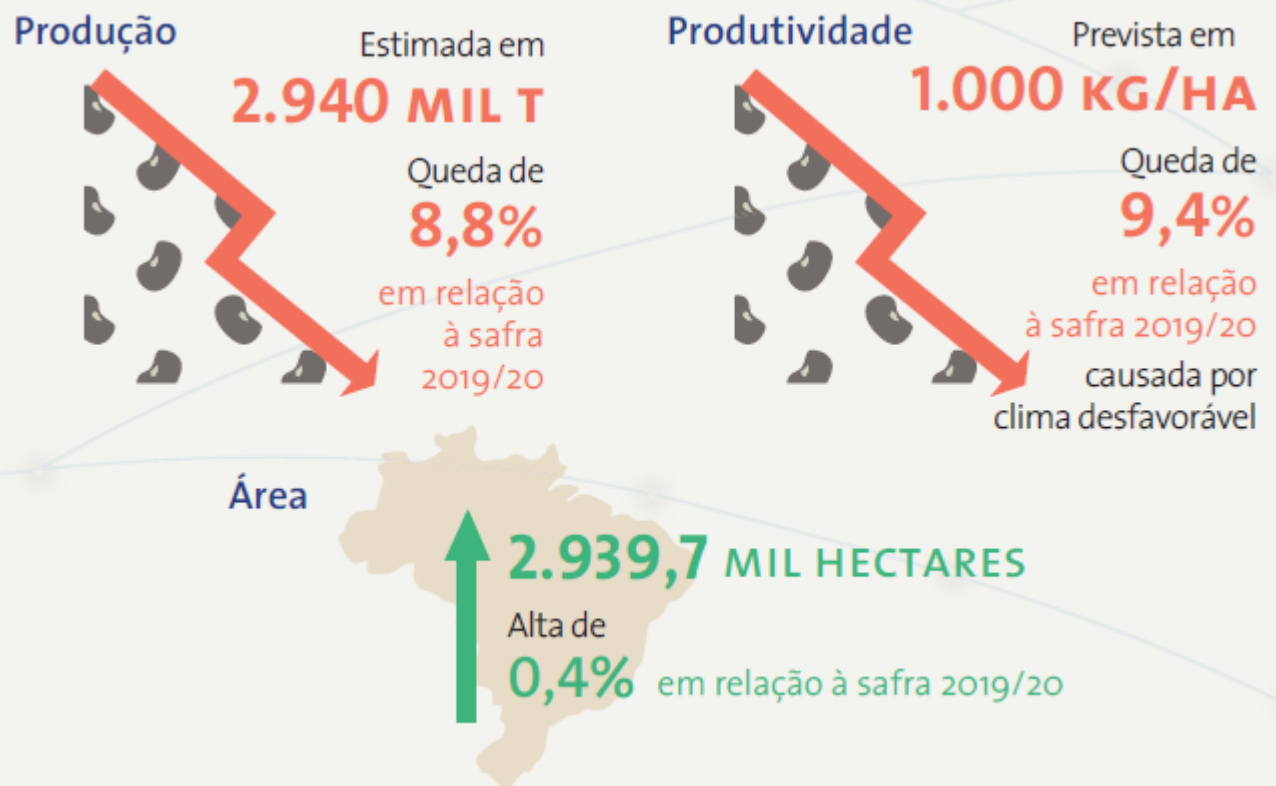 Produção
Estimada em
2.940 MIL T
Queda de
8,8%
em relação
à safra
2019/20
Produtividade
Prevista em
1.000 KG/HA
Queda de
9,4%
em relação
à safra 2019/20
causada por
clima desfavorável
Área
2.939,7 MIL HECTARES
Alta de
0,4% em relação à safra 2019/20